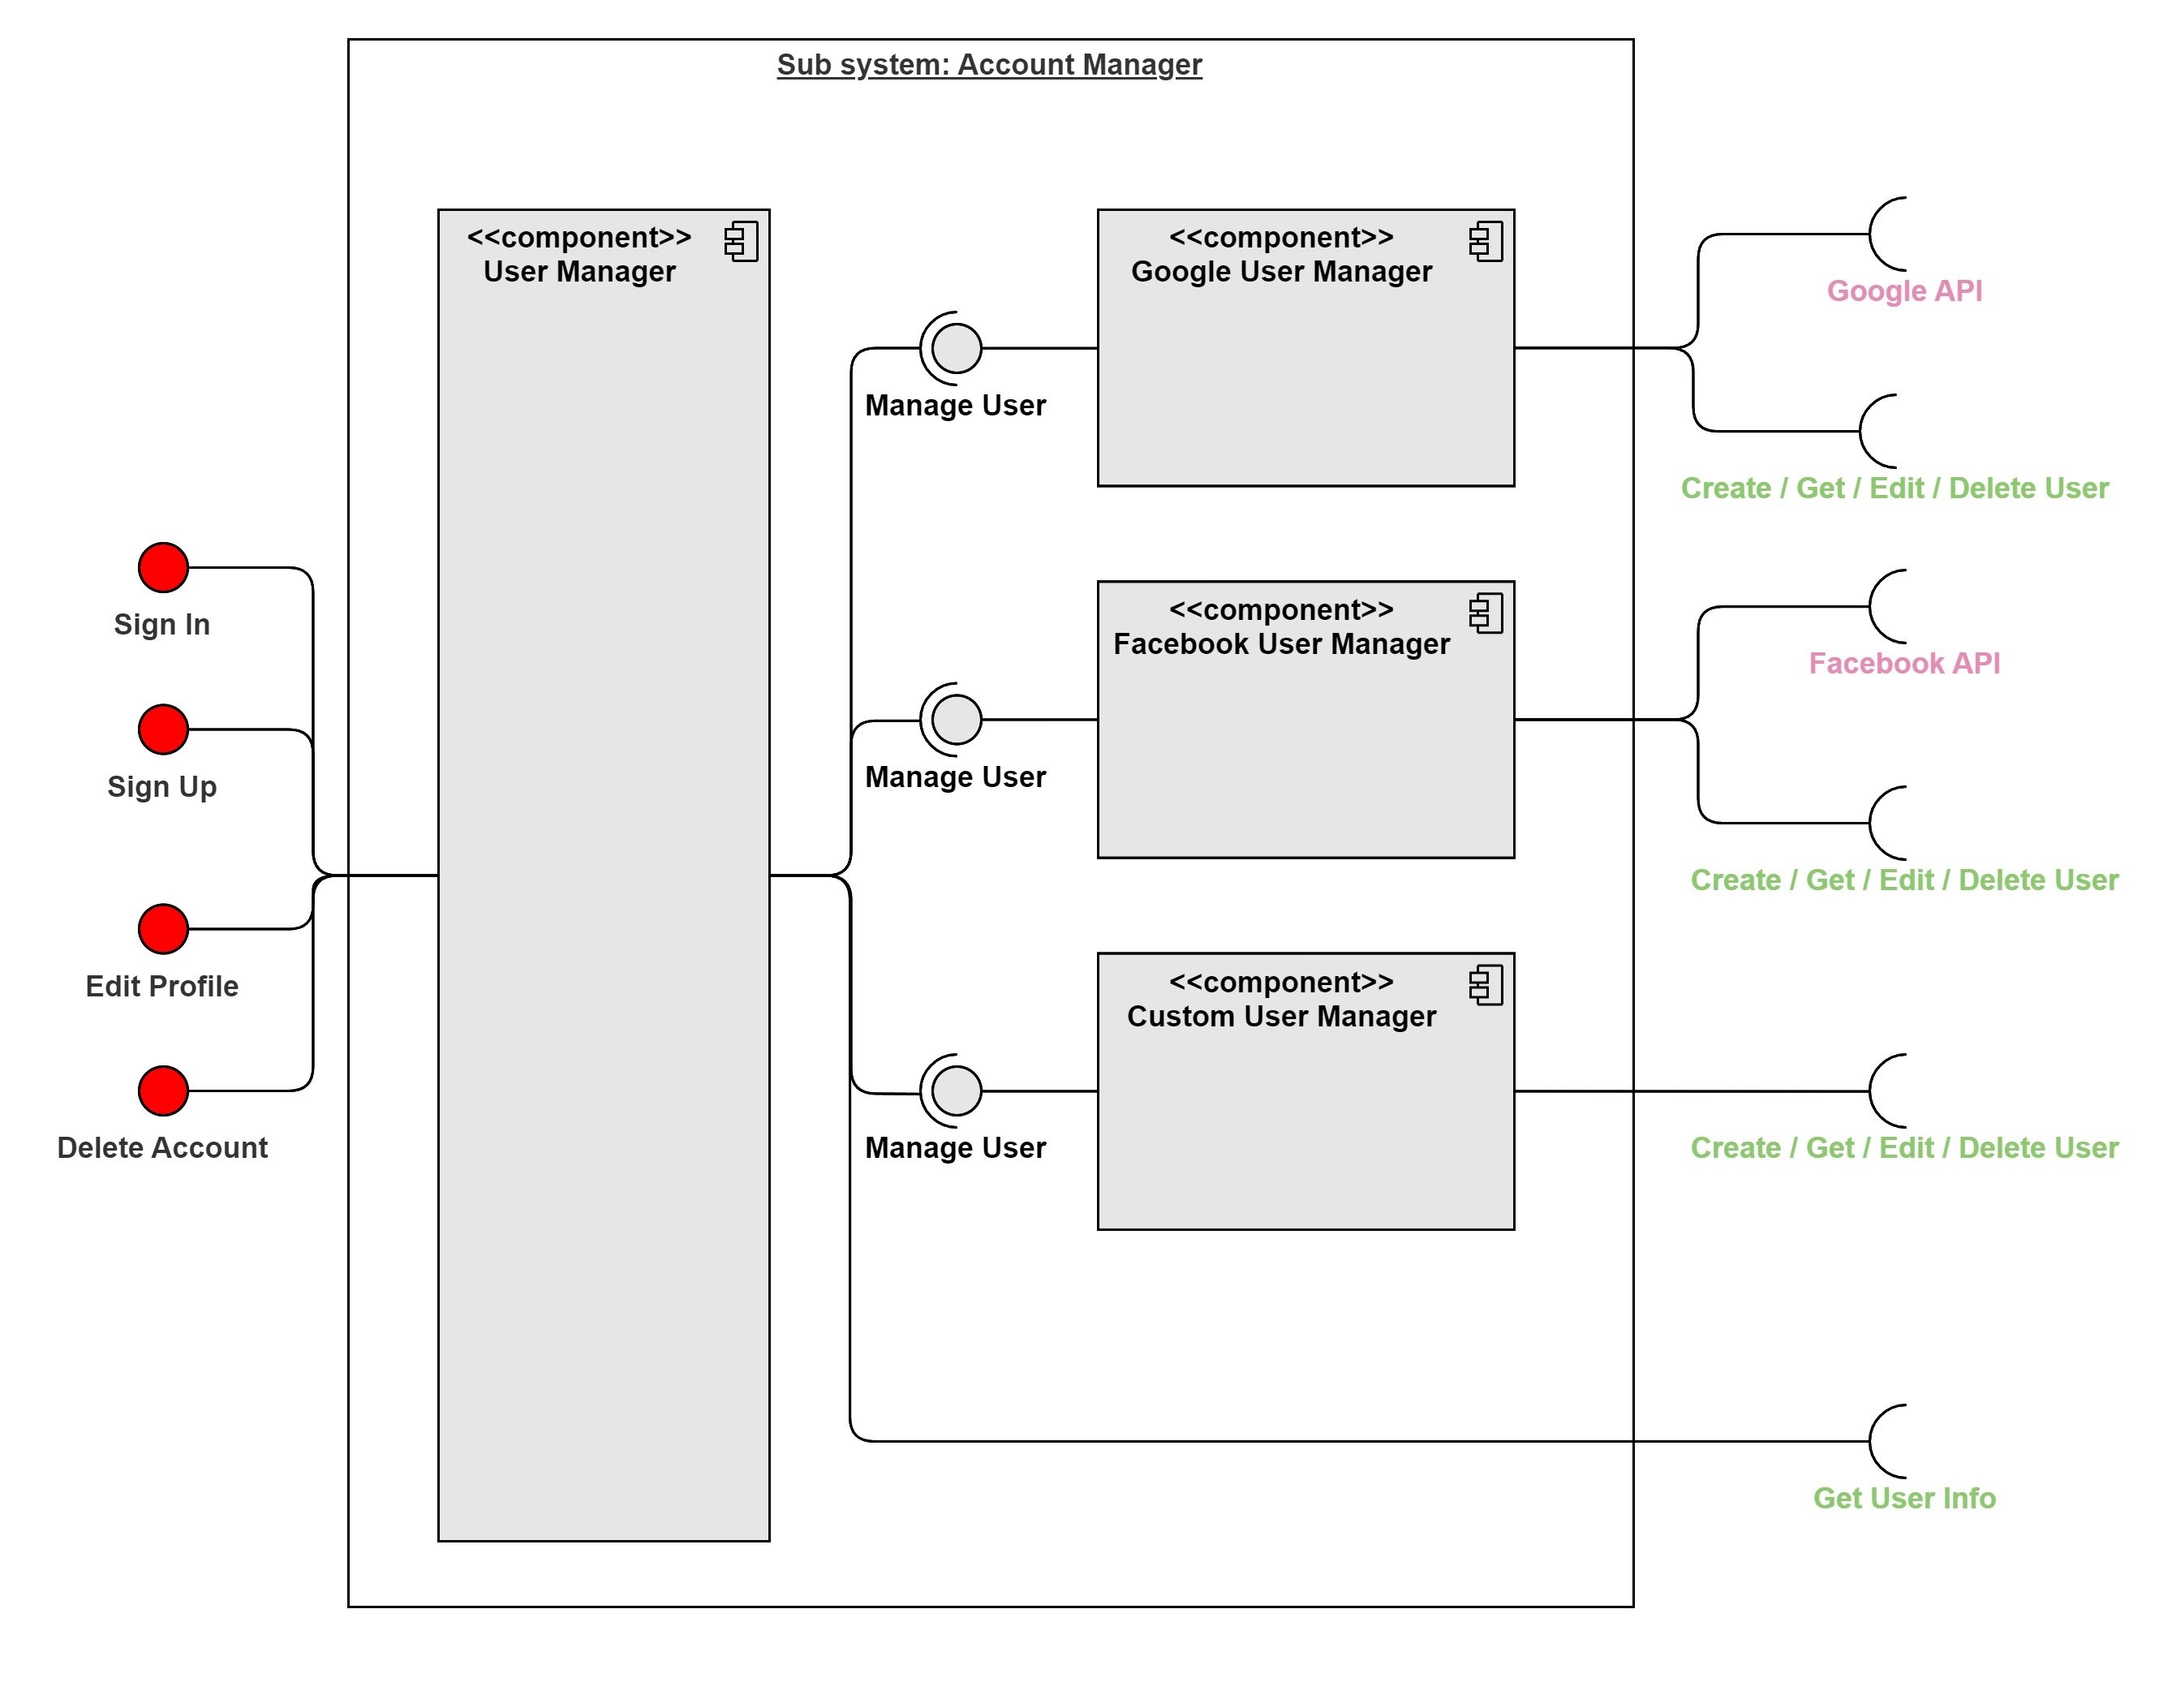 Sub system: Account Manager
<<component>>
User Manager
<<component>>
Google User Manager
Google API
Manage User
Create / Get / Edit / Delete User
Sign In
<<component>>
Facebook User Manager
Facebook API
Sign Up
Manage User
Create / Get / Edit / Delete User
Edit Profile
<<component>>
Custom User Manager
Delete Account
Manage User
Create / Get / Edit / Delete User
Get User Info